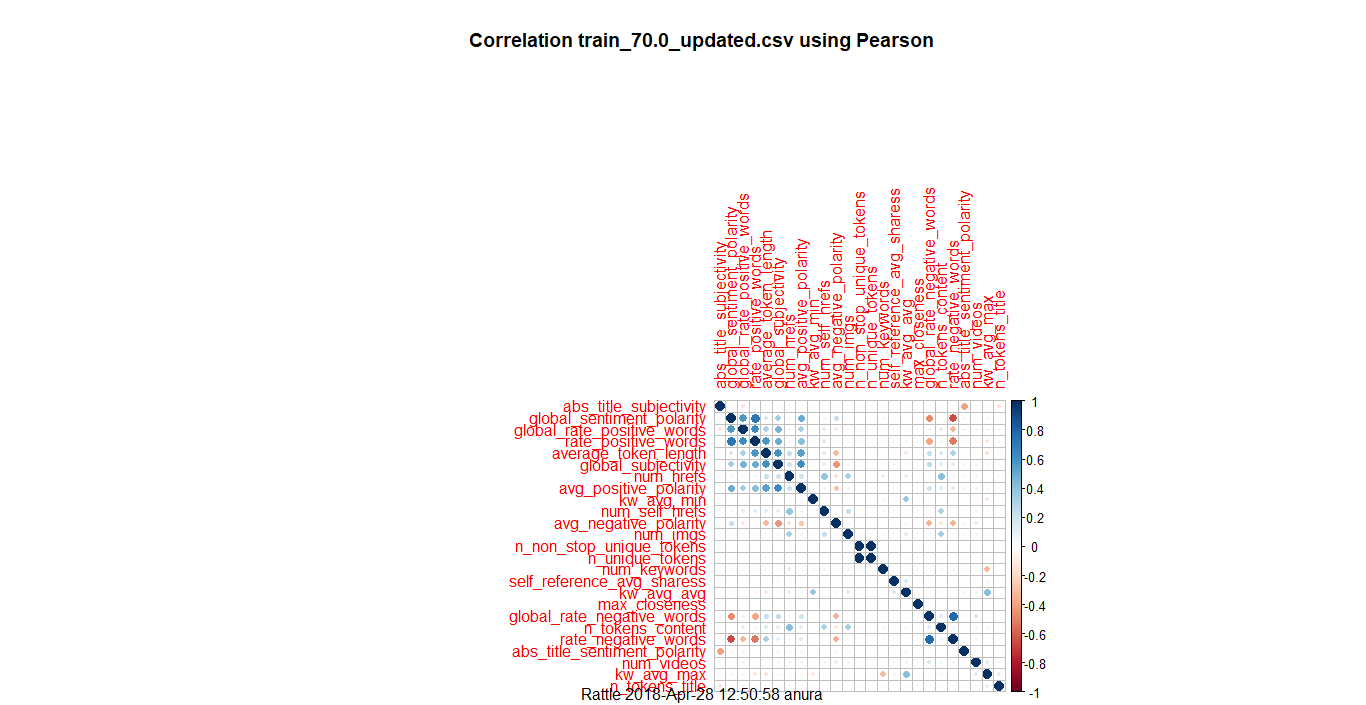 Correlation train_70.0_updated.csv using Pearson
abs_title_subjectivity
global_sentiment_polarity
global_rate_positive_words
rate_positive_words
average_token_length
global_subjectivity
num_hrefs
avg_positive_polarity
kw_avg_min
num_self_hrefs
avg_negative_polarity
num_imgs
n_non_stop_unique_tokens
n_unique_tokens
num_keywords
self_reference_avg_sharess
kw_avg_avg
max_closeness
global_rate_negative_words
n_tokens_content
rate_negative_words
abs_title_sentiment_polarity
num_videos
kw_avg_max
n_tokens_title
abs_title_subjectivity
global_sentiment_polarity
global_rate_positive_words
rate_positive_words
average_token_length
global_subjectivity
num_hrefs
avg_positive_polarity
kw_avg_min
num_self_hrefs
avg_negative_polarity
num_imgs
n_non_stop_unique_tokens
n_unique_tokens
num_keywords
self_reference_avg_sharess
kw_avg_avg
max_closeness
global_rate_negative_words
n_tokens_content
rate_negative_words
abs_title_sentiment_polarity
num_videos
kw_avg_max
n_tokens_title
1
0.8
0.6
0.4
0.2
0
-0.2
-0.4
-0.6
-0.8
-1
Rattle 2018-Apr-28 12:50:58 anura